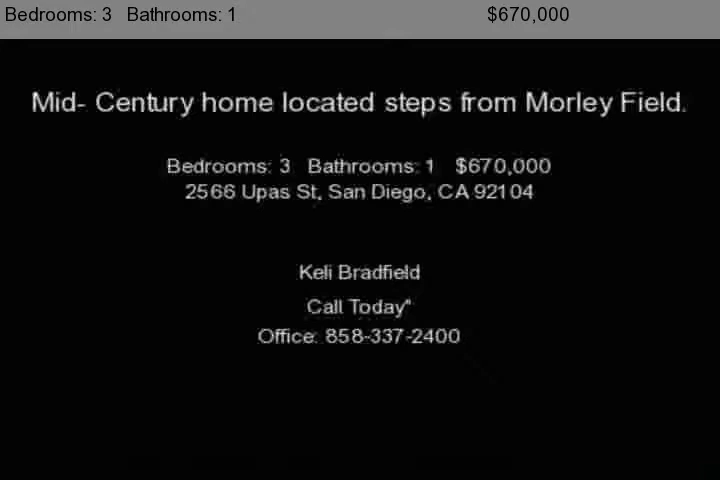 Bedrooms: 3 Bathrooms: 1 $670,000
Mid- Century home located steps from Morley Field.
Bedrooms: 3 Bathrooms: 1 $670,000
2566 Upas St, San Diego, CA 92104
Keli Bradfield
Call Today"
Office: 858-337-2400